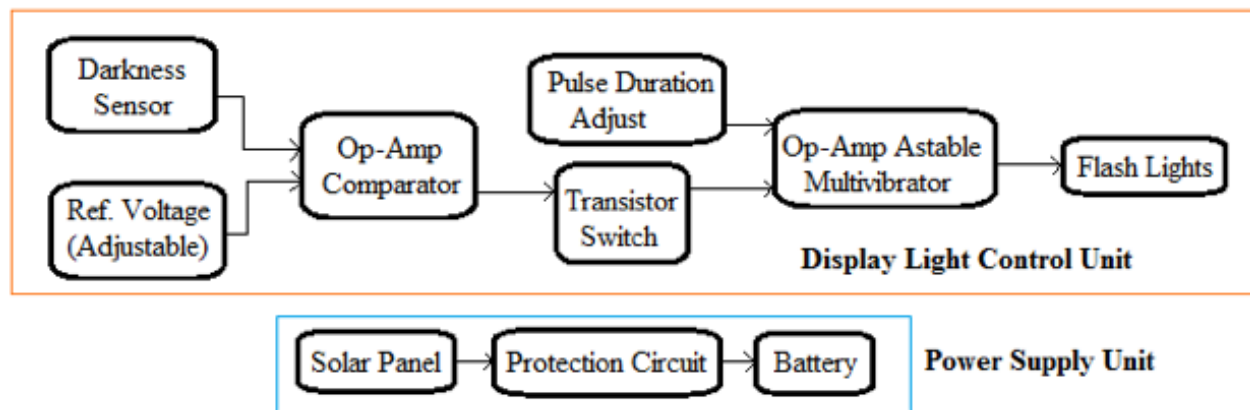 Darkness
Sensor
Ref. Voltage
(Adjustable)
Op-Amp
Comparator
Pulse Duration
Adjust
Transistor
Switch
Op-Amp Astable
Multivibrator
Flash Lights
Display Light Control Unit
Solar Panel
Protection Circuit
Battery
Power Supply Unit